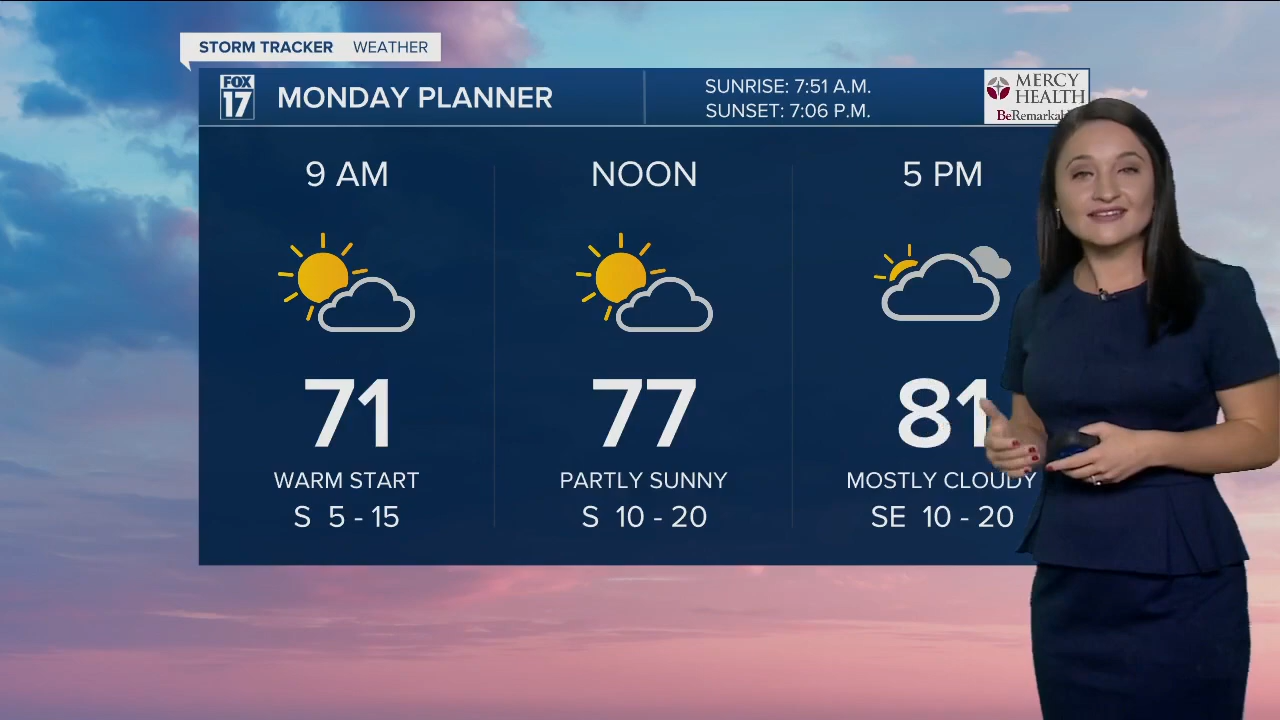 STORM TRACKER WEATHER
FOX
17
MONDAY PLANNER
SUNRISE: 7:51 A.M.
SUNSET: 7:06 P.M.
MERCY
HEALTH
9 AM
NOON
5 PM
71
77
81
WARM START
PARTLY SUNNY
MOSTLY CLOUDY
S 5 - 15
S 10 - 20
SE 10 - 20